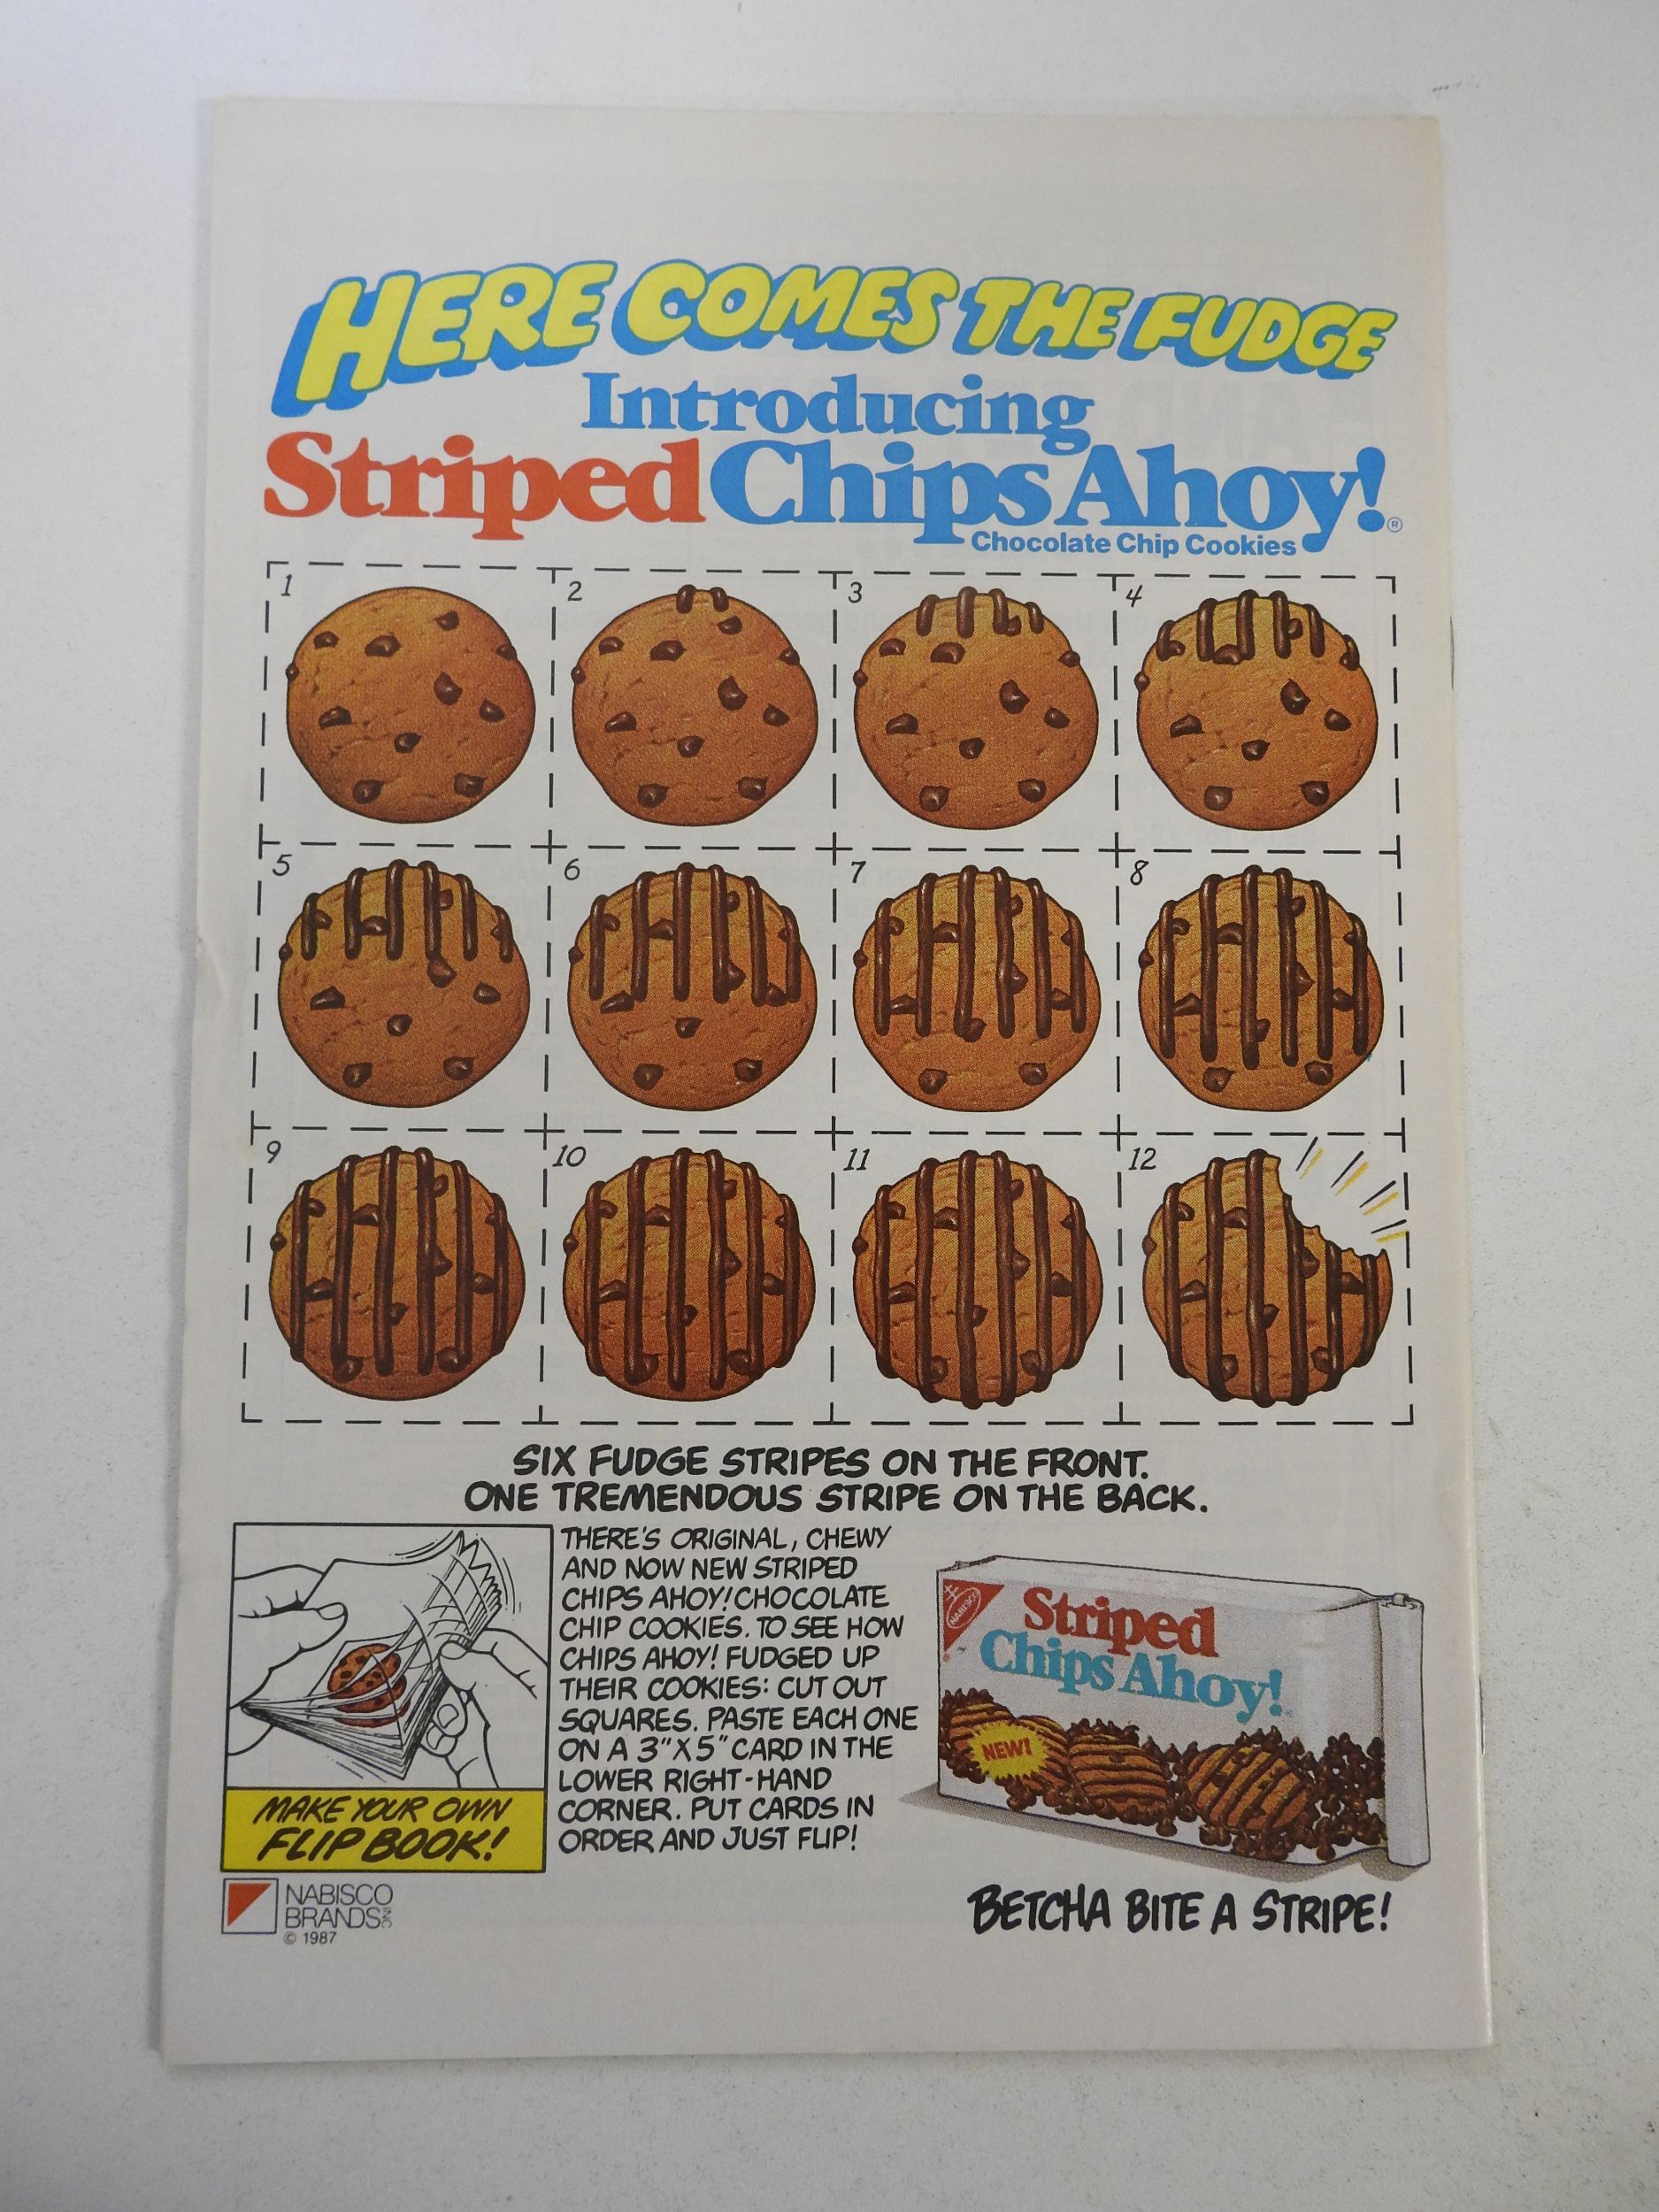 HERE COMES THE FUDGE
Introducing
Striped Chips Ahoy!®
Chocolate Chip Cookies
1
2
3
4
5
6
7
8
9
10
11
12
SIX FUDGE STRIPES ON THE FRONT.
ONE TREMENDOUS STRIPE ON THE BACK.
THERE'S ORIGINAL, CHEWY
AND NOW NEW STRIPED
CHIPS AHOY! CHOCOLATE
CHIP COOKIES. TO SEE HOW
CHIPS AHOY! FUDGED UP
THEIR COOKIES: CUT OUT
SQUARES. PASTE EACH ONE
ON A 3"X5" CARD IN THE
LOWER RIGHT-HAND
CORNER. PUT CARDS IN
ORDER AND JUST FLIP!
MAKE YOUR OWN
FLIP BOOK!
NABISCO
Striped
Chips Ahoy!
NEW!
NABISCO
BRANDS INC
© 1987
BETCHA BITE A STRIPE!